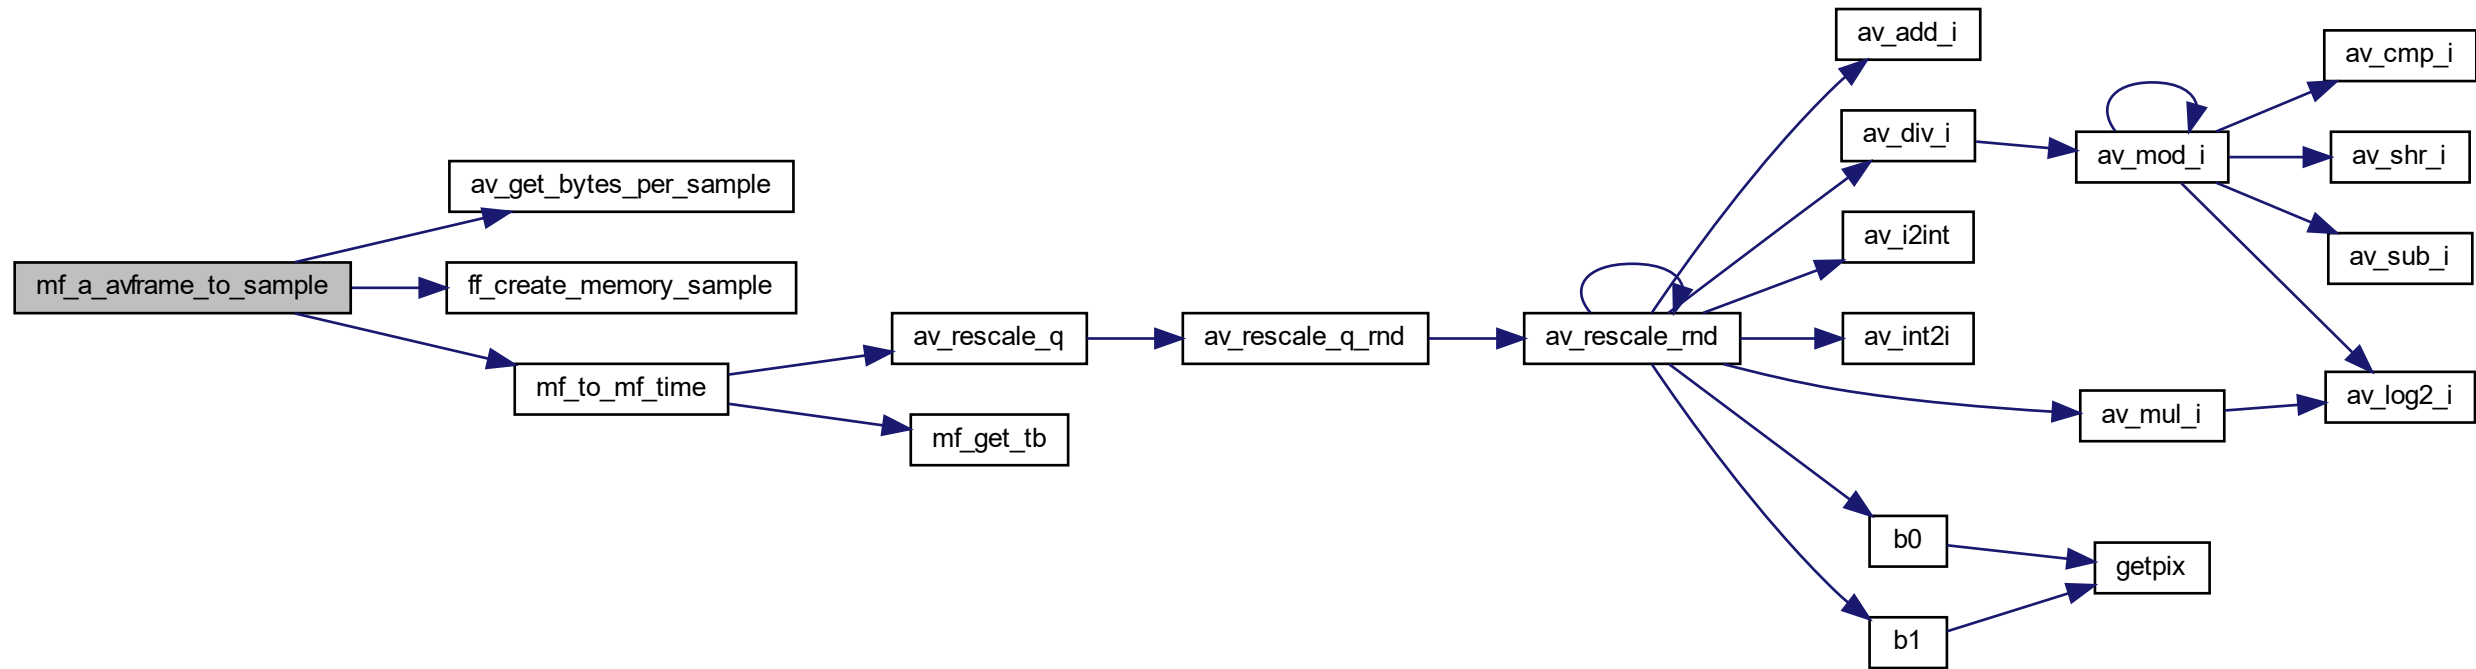 mf_a_avframe_to_sample
av_get_bytes_per_sample
ff_create_memory_sample
mf_to_mf_time
av_rescale_q
mf_get_tb
av_rescale_q_rnd
av_rescale_rnd
av_add_i
av_div_i
av_i2int
av_int2i
av_mul_i
b0
b1
av_mod_i
getpix
av_cmp_i
av_shr_i
av_sub_i
av_log2_i